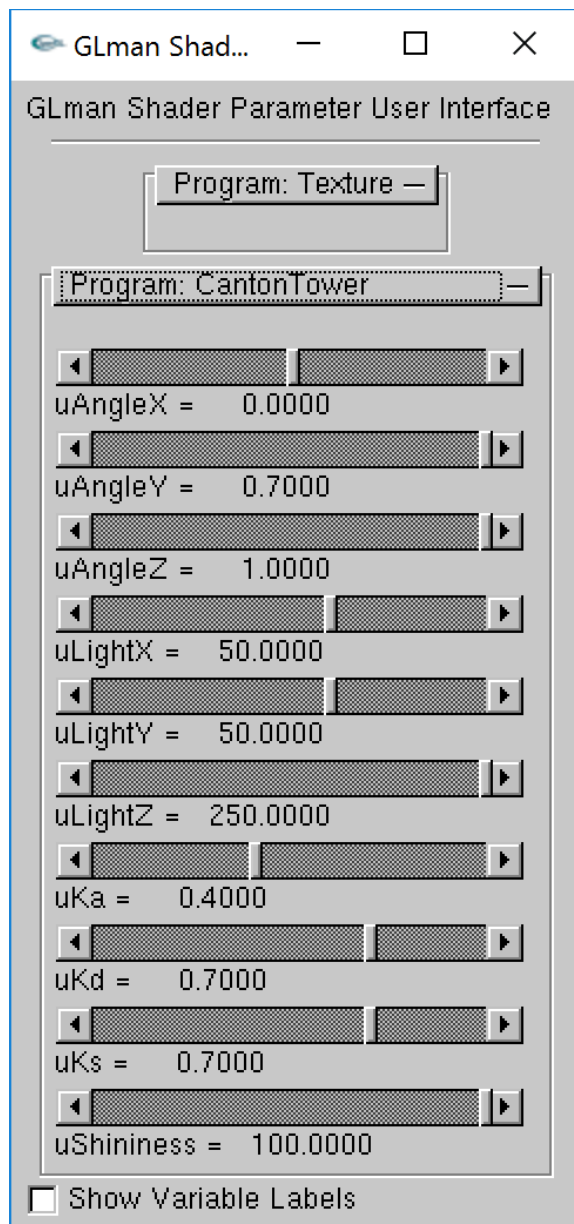 GLman Shad...
GLman Shader Parameter User Interface
Program: Texture
Program: CantonTower
uAngleX = 0.0000
uAngleY = 0.7000
uAngleZ = 1.0000
uLightX = 50.0000
uLightY = 50.0000
uLightZ = 250.0000
uKa = 0.4000
uKd = 0.7000
uKs = 0.7000
uShininess = 100.0000
Show Variable Labels